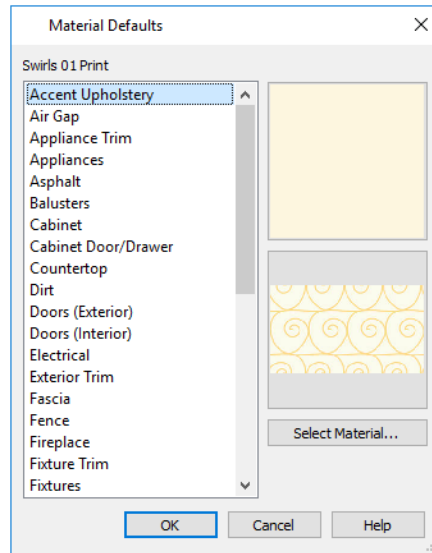 Material Defaults
Swirls 01 Print
Accent Upholstery
Air Gap
Appliance Trim
Appliances
Asphalt
Balusters
Cabinet
Cabinet Door/Drawer
Countertop
Dirt
Doors (Exterior)
Doors (Interior)
Electrical
Exterior Trim
Fascia
Fence
Fireplace
Fixture Trim
Fixtures
Select Material...
OK
Cancel
Help